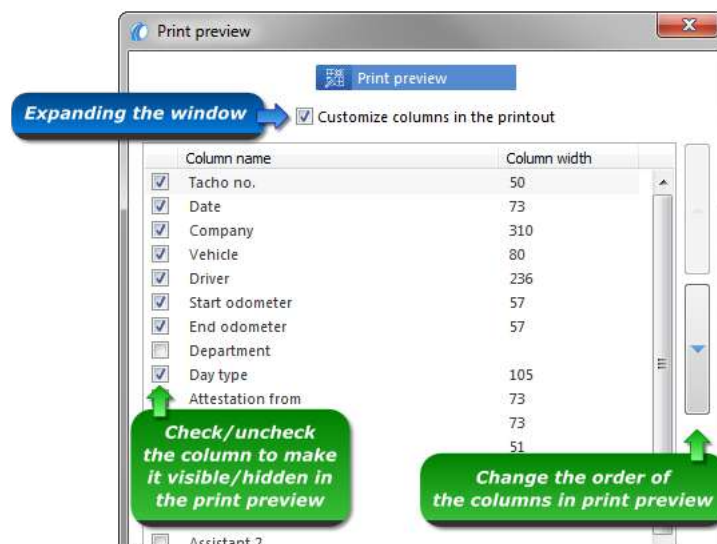 Print preview
Print preview
Expanding the window
Customize columns in the printout
Column name Column width
Tacho no. 50
Date 73
Company 310
Vehicle 80
Driver 236
Start odometer 57
End odometer 57
Department
Day type 105
Attestation from 73
73
51
Check/uncheck
the column to make
it visible/hidden in
the print preview
Change the order of
the columns in print preview
Assistant 2